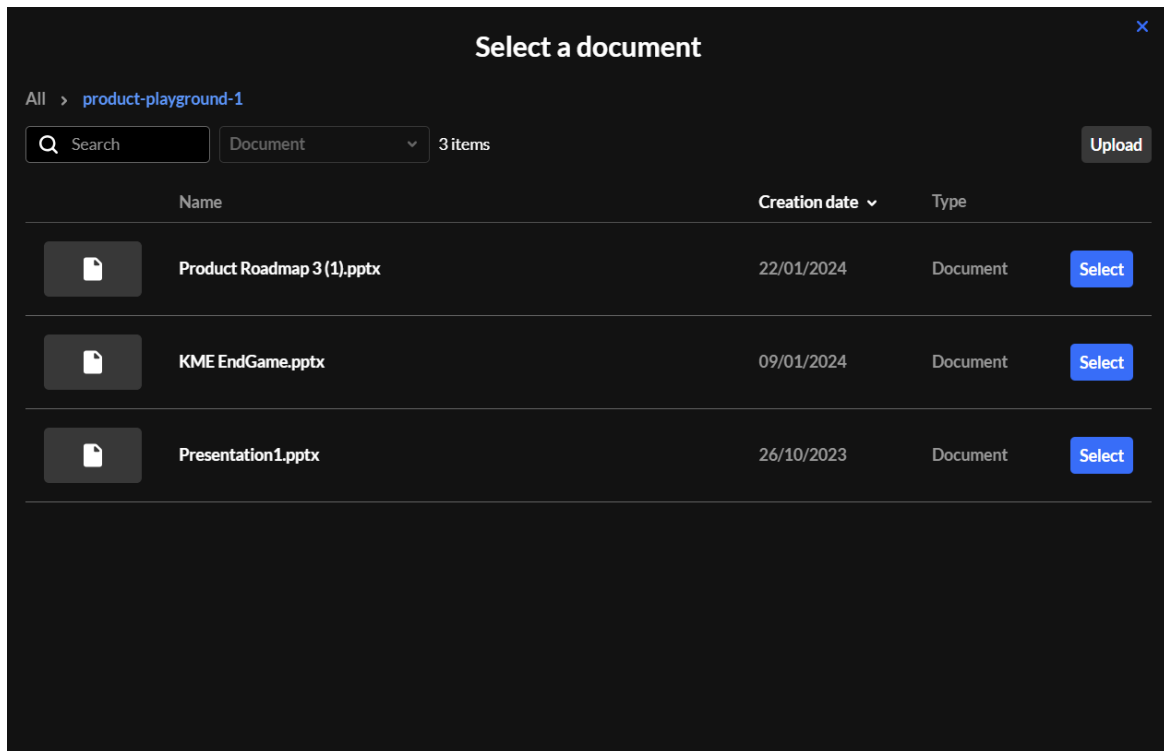 Select a document
All > product-playground-1
Search Document 3 items Upload
Name Creation date Type
Product Roadmap 3 (1).pptx 22/01/2024 Document Select
KME EndGame.pptx 09/01/2024 Document Select
Presentation1.pptx 26/10/2023 Document Select